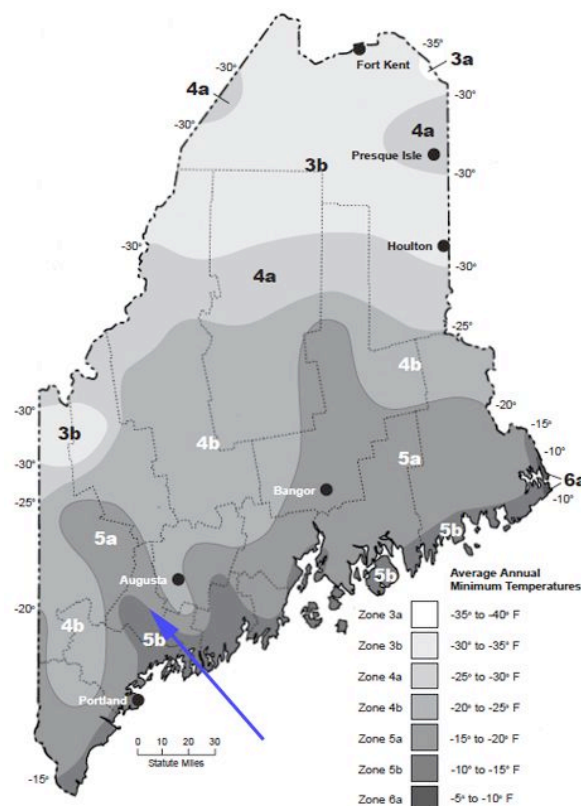 -35°
3a
Fort Kent
-30°
4a
-30°
-30°
4a
-30°
Presque Isle
3b
Houlton
-30°
-30°
4a
-25°
4b
-20°
-30°
-15°
3b
4b
5a
-10°
-30°
6a
Bangor
-10°
-25°
5a
5b
Augusta
5b
Average Annual
Minimum Temperatures
-20°
4b
5b
Zone 3a
-35° to -40° F
Zone 3b
-30° to -35° F
Zone 4a
-25° to -30° F
Portland
Zone 4b
-20° to -25° F
0 10 20 30
Statute Miles
Zone 5a
-15° to -20° F
-15°
Zone 5b
-10° to -15° F
Zone 6a
-5° to -10° F